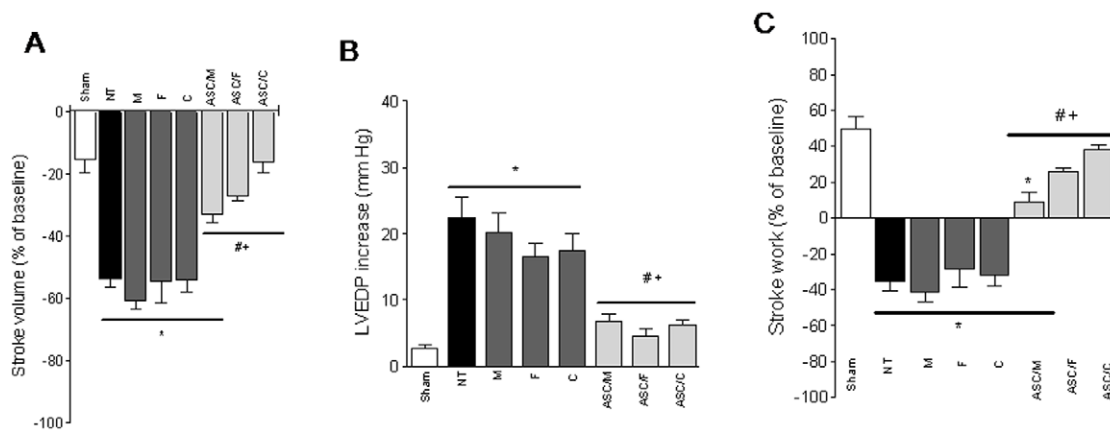 A
Sham
NT
M
F
C
ASC/M
ASC/F
ASC/C
0
-20
-40
-60
-80
-100
Stroke volume (% of baseline)
#+
*
B
40
30
20
10
0
LVEDP increase (mm Hg)
*
#+
Sham
NT
M
F
C
ASC/M
ASC/F
ASC/C
C
100
80
60
40
20
0
-20
-40
-60
-80
-100
Stroke work (% of baseline)
#+
*
*
Sham
NT
M
F
C
ASC/M
ASC/F
ASC/C